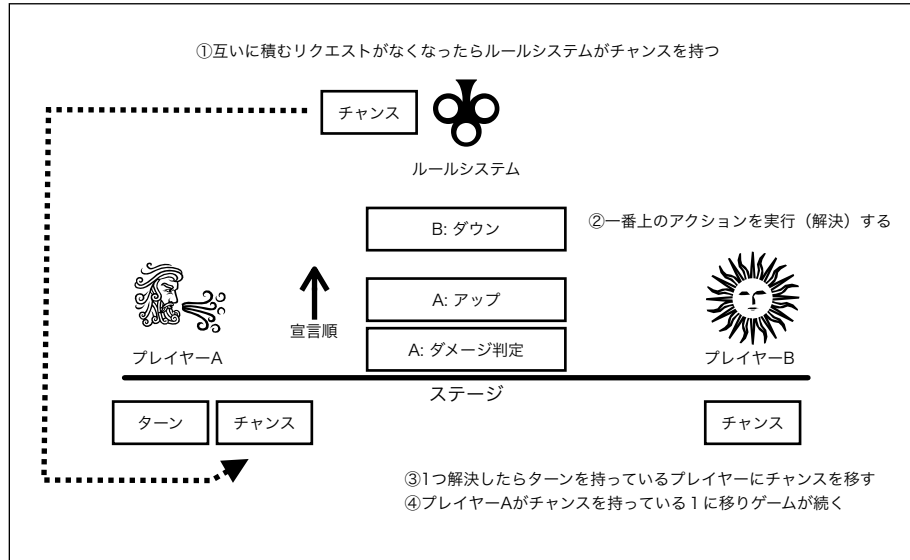 ①互いに積むリクエストがなくなったらルールシステムがチャンスを持つ
チャンス
ルールシステム
B: ダウン
②一番上のアクションを実行（解決）する
A: アップ
宣言順
A: ダメージ判定
プレイヤーA
プレイヤーB
ステージ
ターン
チャンス
チャンス
③1つ解決したらターンを持っているプレイヤーにチャンスを移す
④プレイヤーAがチャンスを持っている１に移りゲームが続く